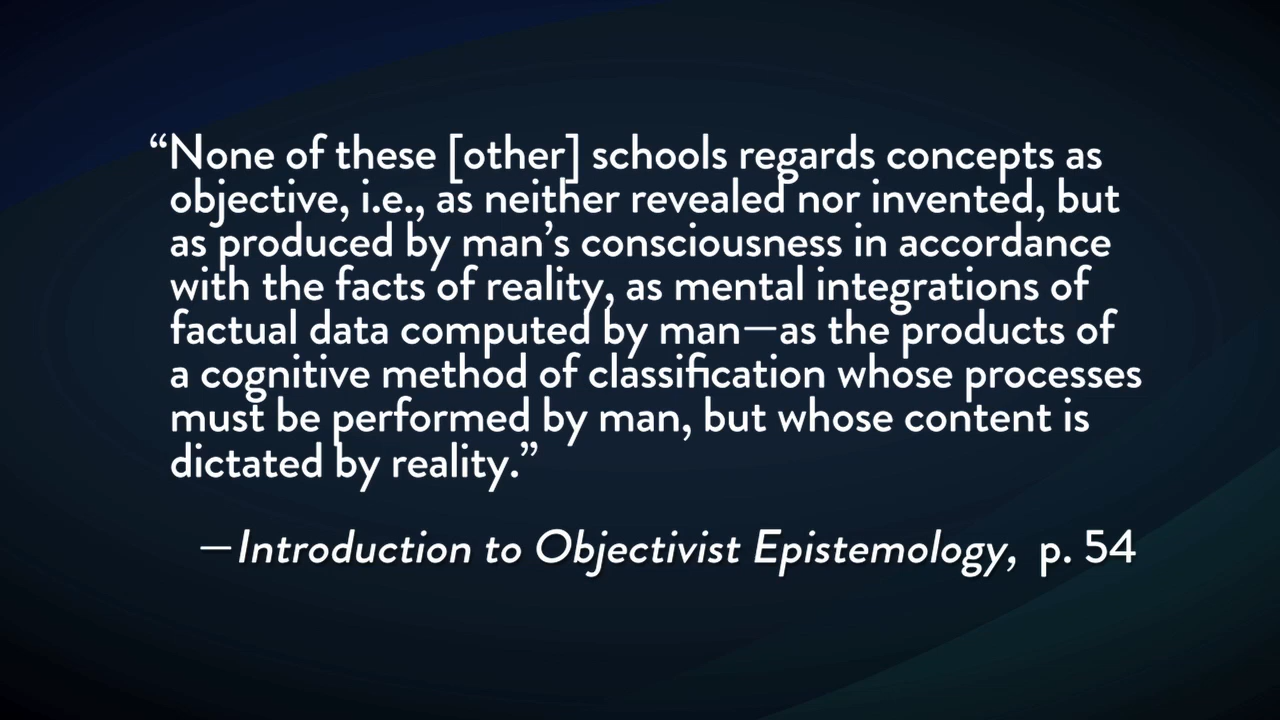 “None of these [other] schools regards concepts as
objective, i.e., as neither revealed nor invented, but
as produced by man’s consciousness in accordance
with the facts of reality, as mental integrations of
factual data computed by man—as the products of
a cognitive method of classification whose processes
must be performed by man, but whose content is
dictated by reality.”
—Introduction to Objectivist Epistemology, p. 54